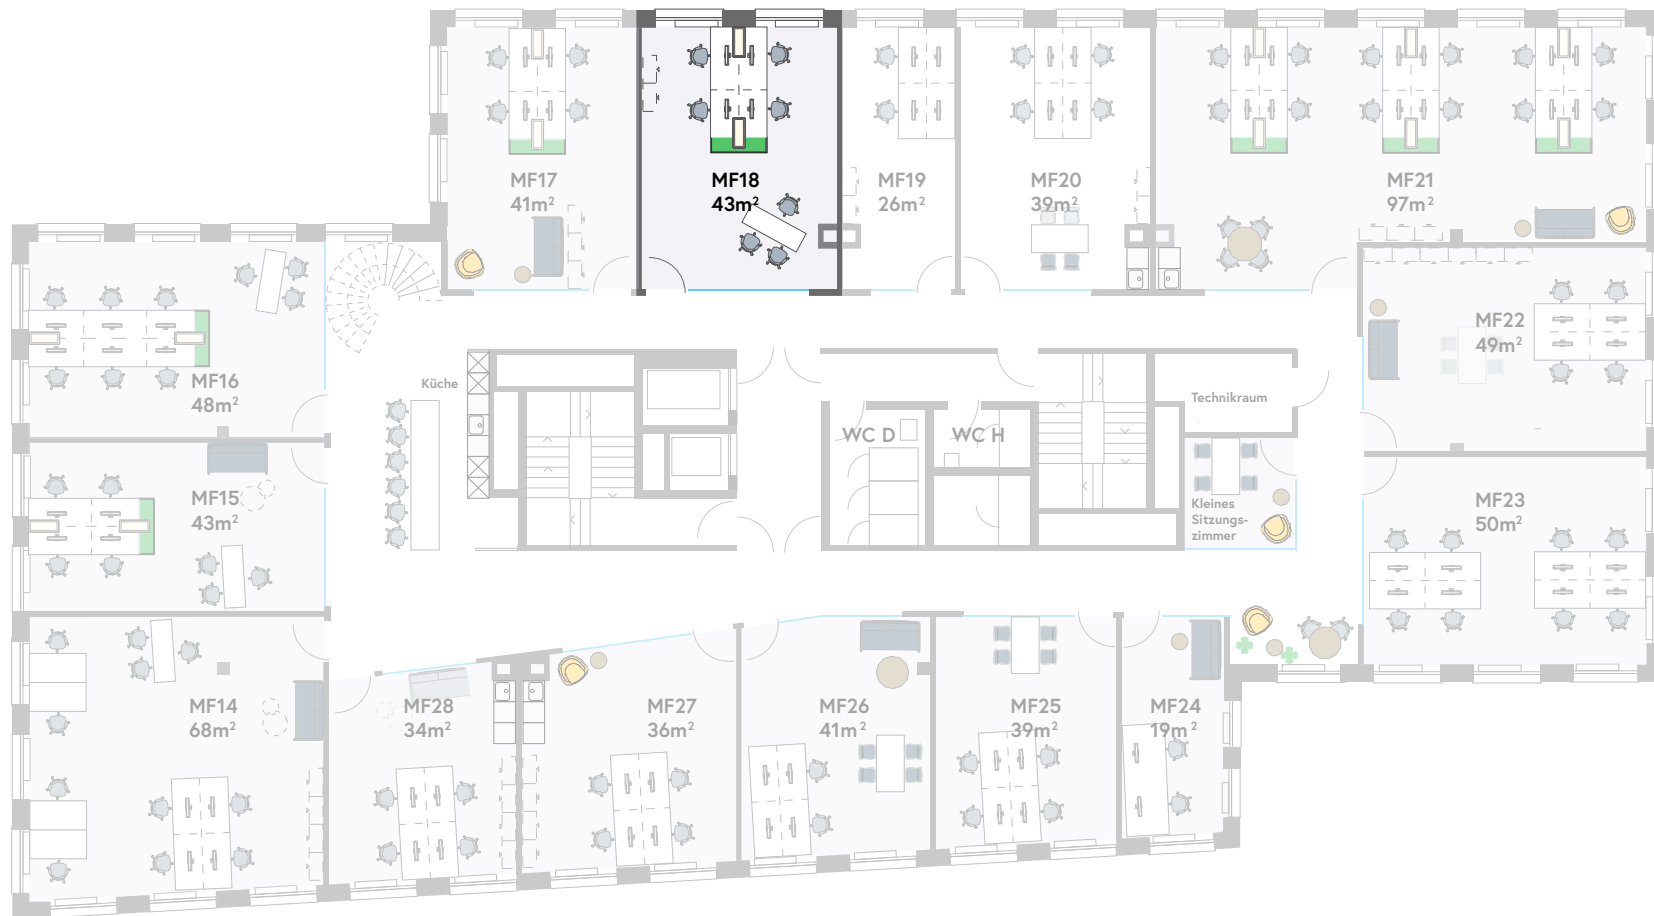 MF17
41m²
MF18
43m²
MF19
26m²
MF20
39m²
MF21
97m²
MF16
48m²
Küche
MF22
49m²
Technikraum
WC D
WC H
MF15
43m²
Kleines
Sitzungs-
zimmer
MF23
50m²
MF14
68m²
MF28
34m²
MF27
36m²
MF26
41m²
MF25
39m²
MF24
19m²